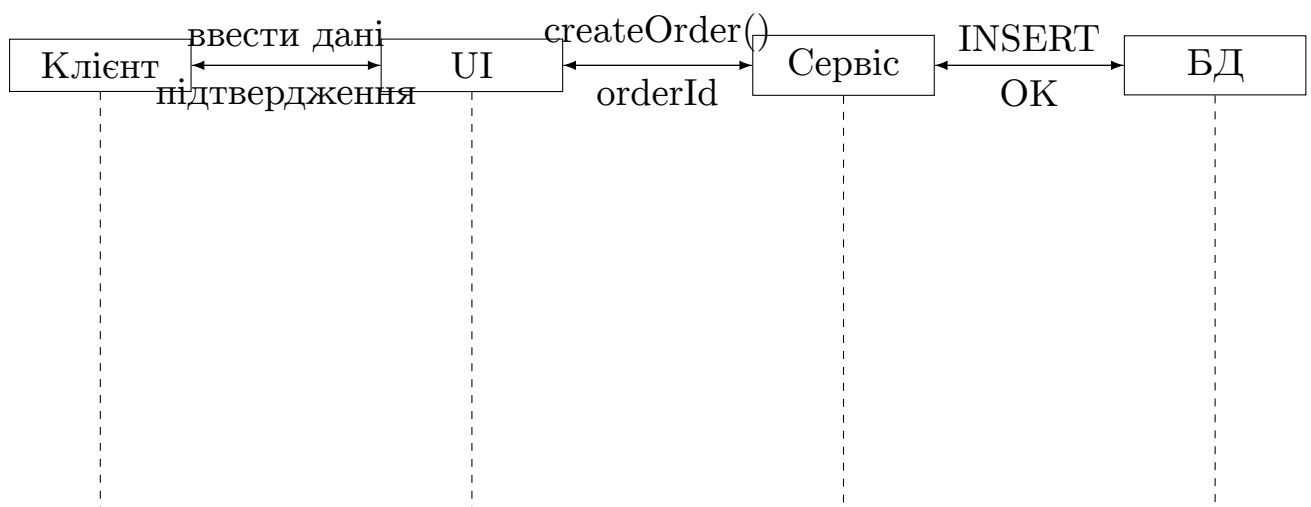 ввести дані
createOrder()
INSERT
Клієнт
UI
Сервіс
БД
підтвердження
orderId
OK